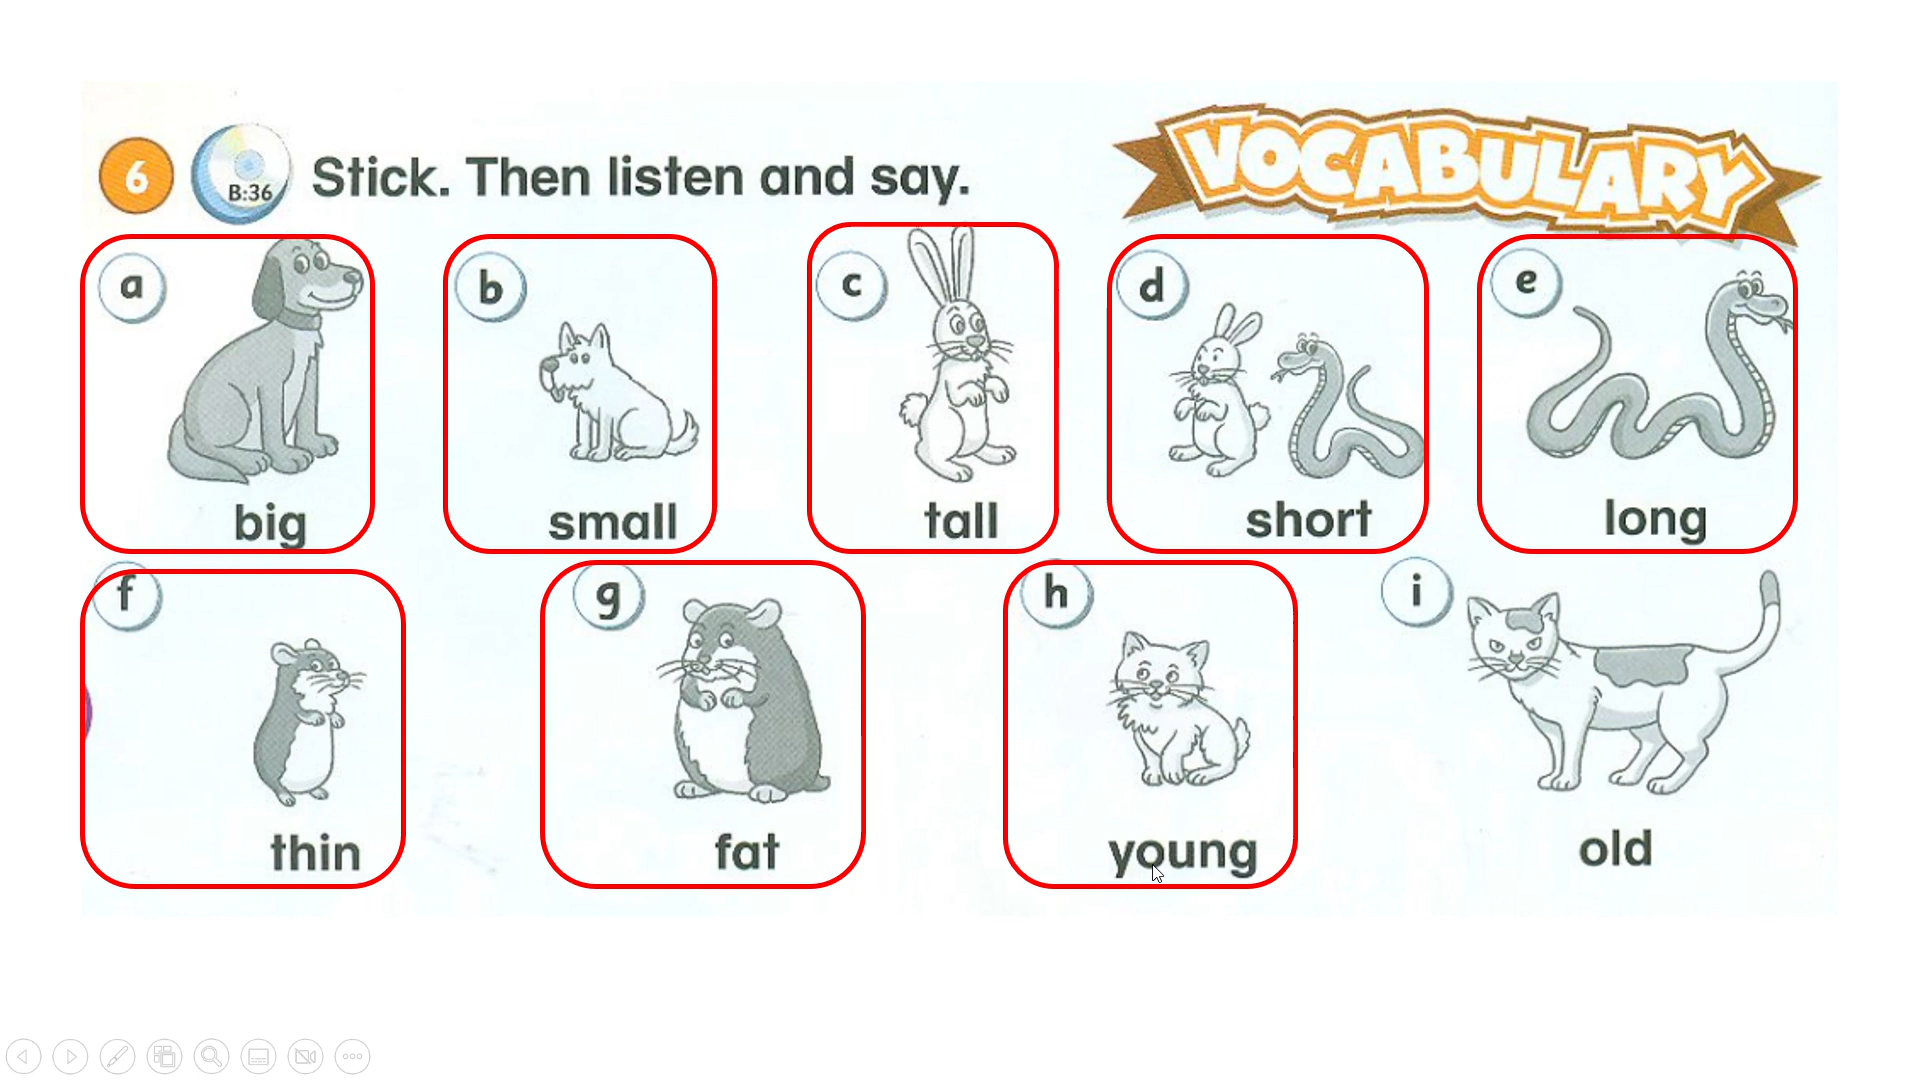 6 B:36 Stick. Then listen and say.
VOCABULARY
a b c d e
big small tall short long
f g h i
thin fat young old